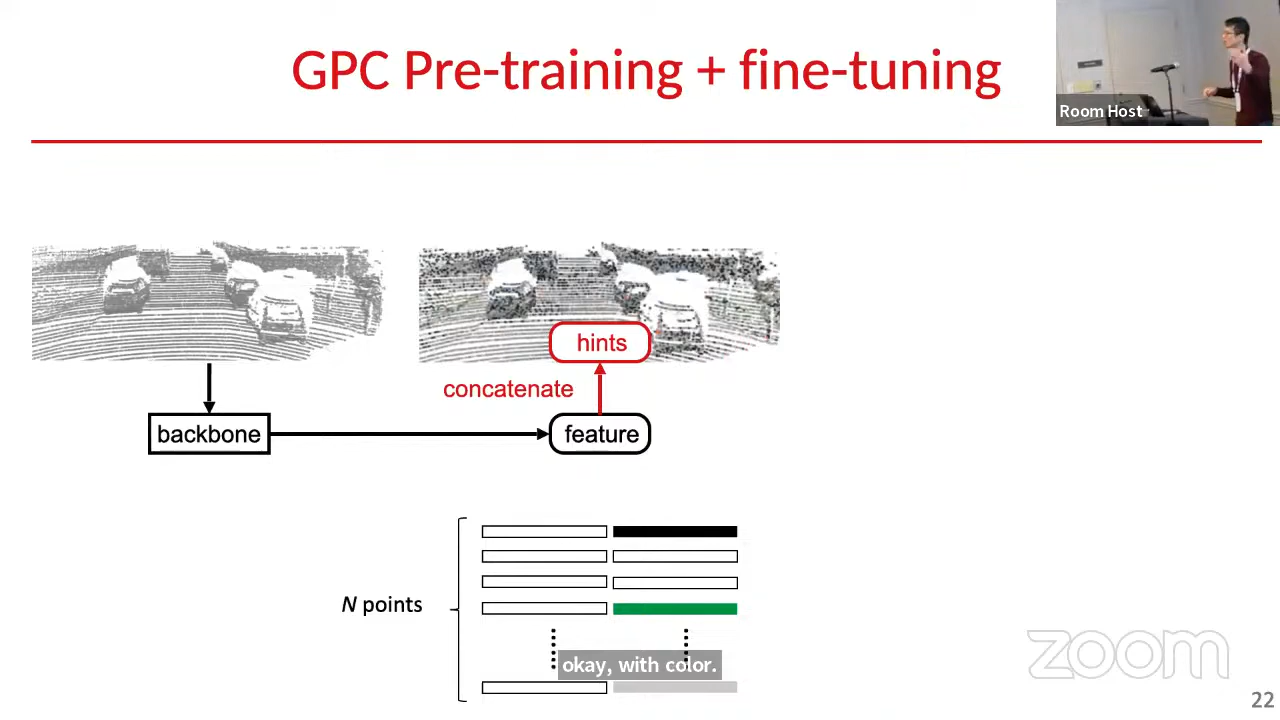 GPC Pre-training + fine-tuning
Room Host
hints
concatenate
backbone
feature
N points
okay, with color.
zoom
22